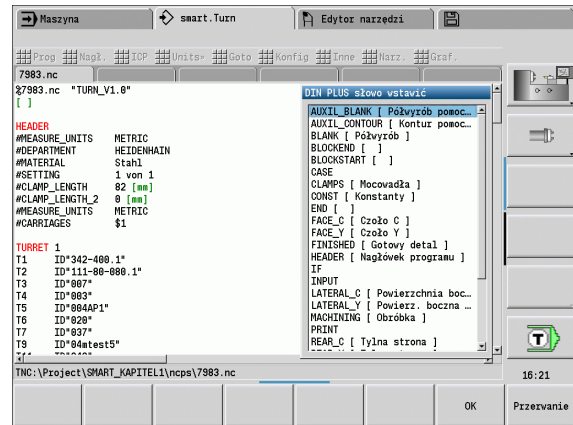 Maszyna
smart.Turn
Edytor narzędzi
Prog Nagł. ICP Units» Goto Konfig Inne Narz. Graf.
7983.nc
%7983.nc "TURN_V1.0"
[ ]
HEADER
#MEASURE_UNITS METRIC
#DEPARTMENT HEIDENHAIN
#MATERIAL Stahl
#SETTING 1 von 1
#CLAMP_LENGTH 82 [mm]
#CLAMP_LENGTH_2 0 [mm]
#MEASURE_UNITS METRIC
#CARRIAGES $1
TURRET 1
T1 ID"342-400.1"
T2 ID"111-80-080.1"
T3 ID"007"
T4 ID"003"
T5 ID"004AP1"
T6 ID"020"
T7 ID"037"
T9 ID"04mtest5"
DIN PLUS słowo wstawić
AUXIL_BLANK [ Półwyrób pomoc...
AUXIL_CONTOUR [ Kontur pomoc...
BLANK [ Półwyrób ]
BLOCKEND [ ]
BLOCKSTART [ ]
CASE
CLAMPS [ Mocowadła ]
CONST [ Konstanty ]
END [ ]
FACE_C [ Czoło C ]
FACE_Y [ Czoło Y ]
FINISHED [ Gotowy detal ]
HEADER [ Nagłówek programu ]
IF
INPUT
LATERAL_C [ Powierzchnia boc...
LATERAL_Y [ Powierz. boczna ...
MACHINING [ Obróbka ]
PRINT
REAR_C [ Tylna strona ]
TNC:\Project\SMART_KAPITEL1\ncps\7983.nc
T
16:21
OK
Przerwanie